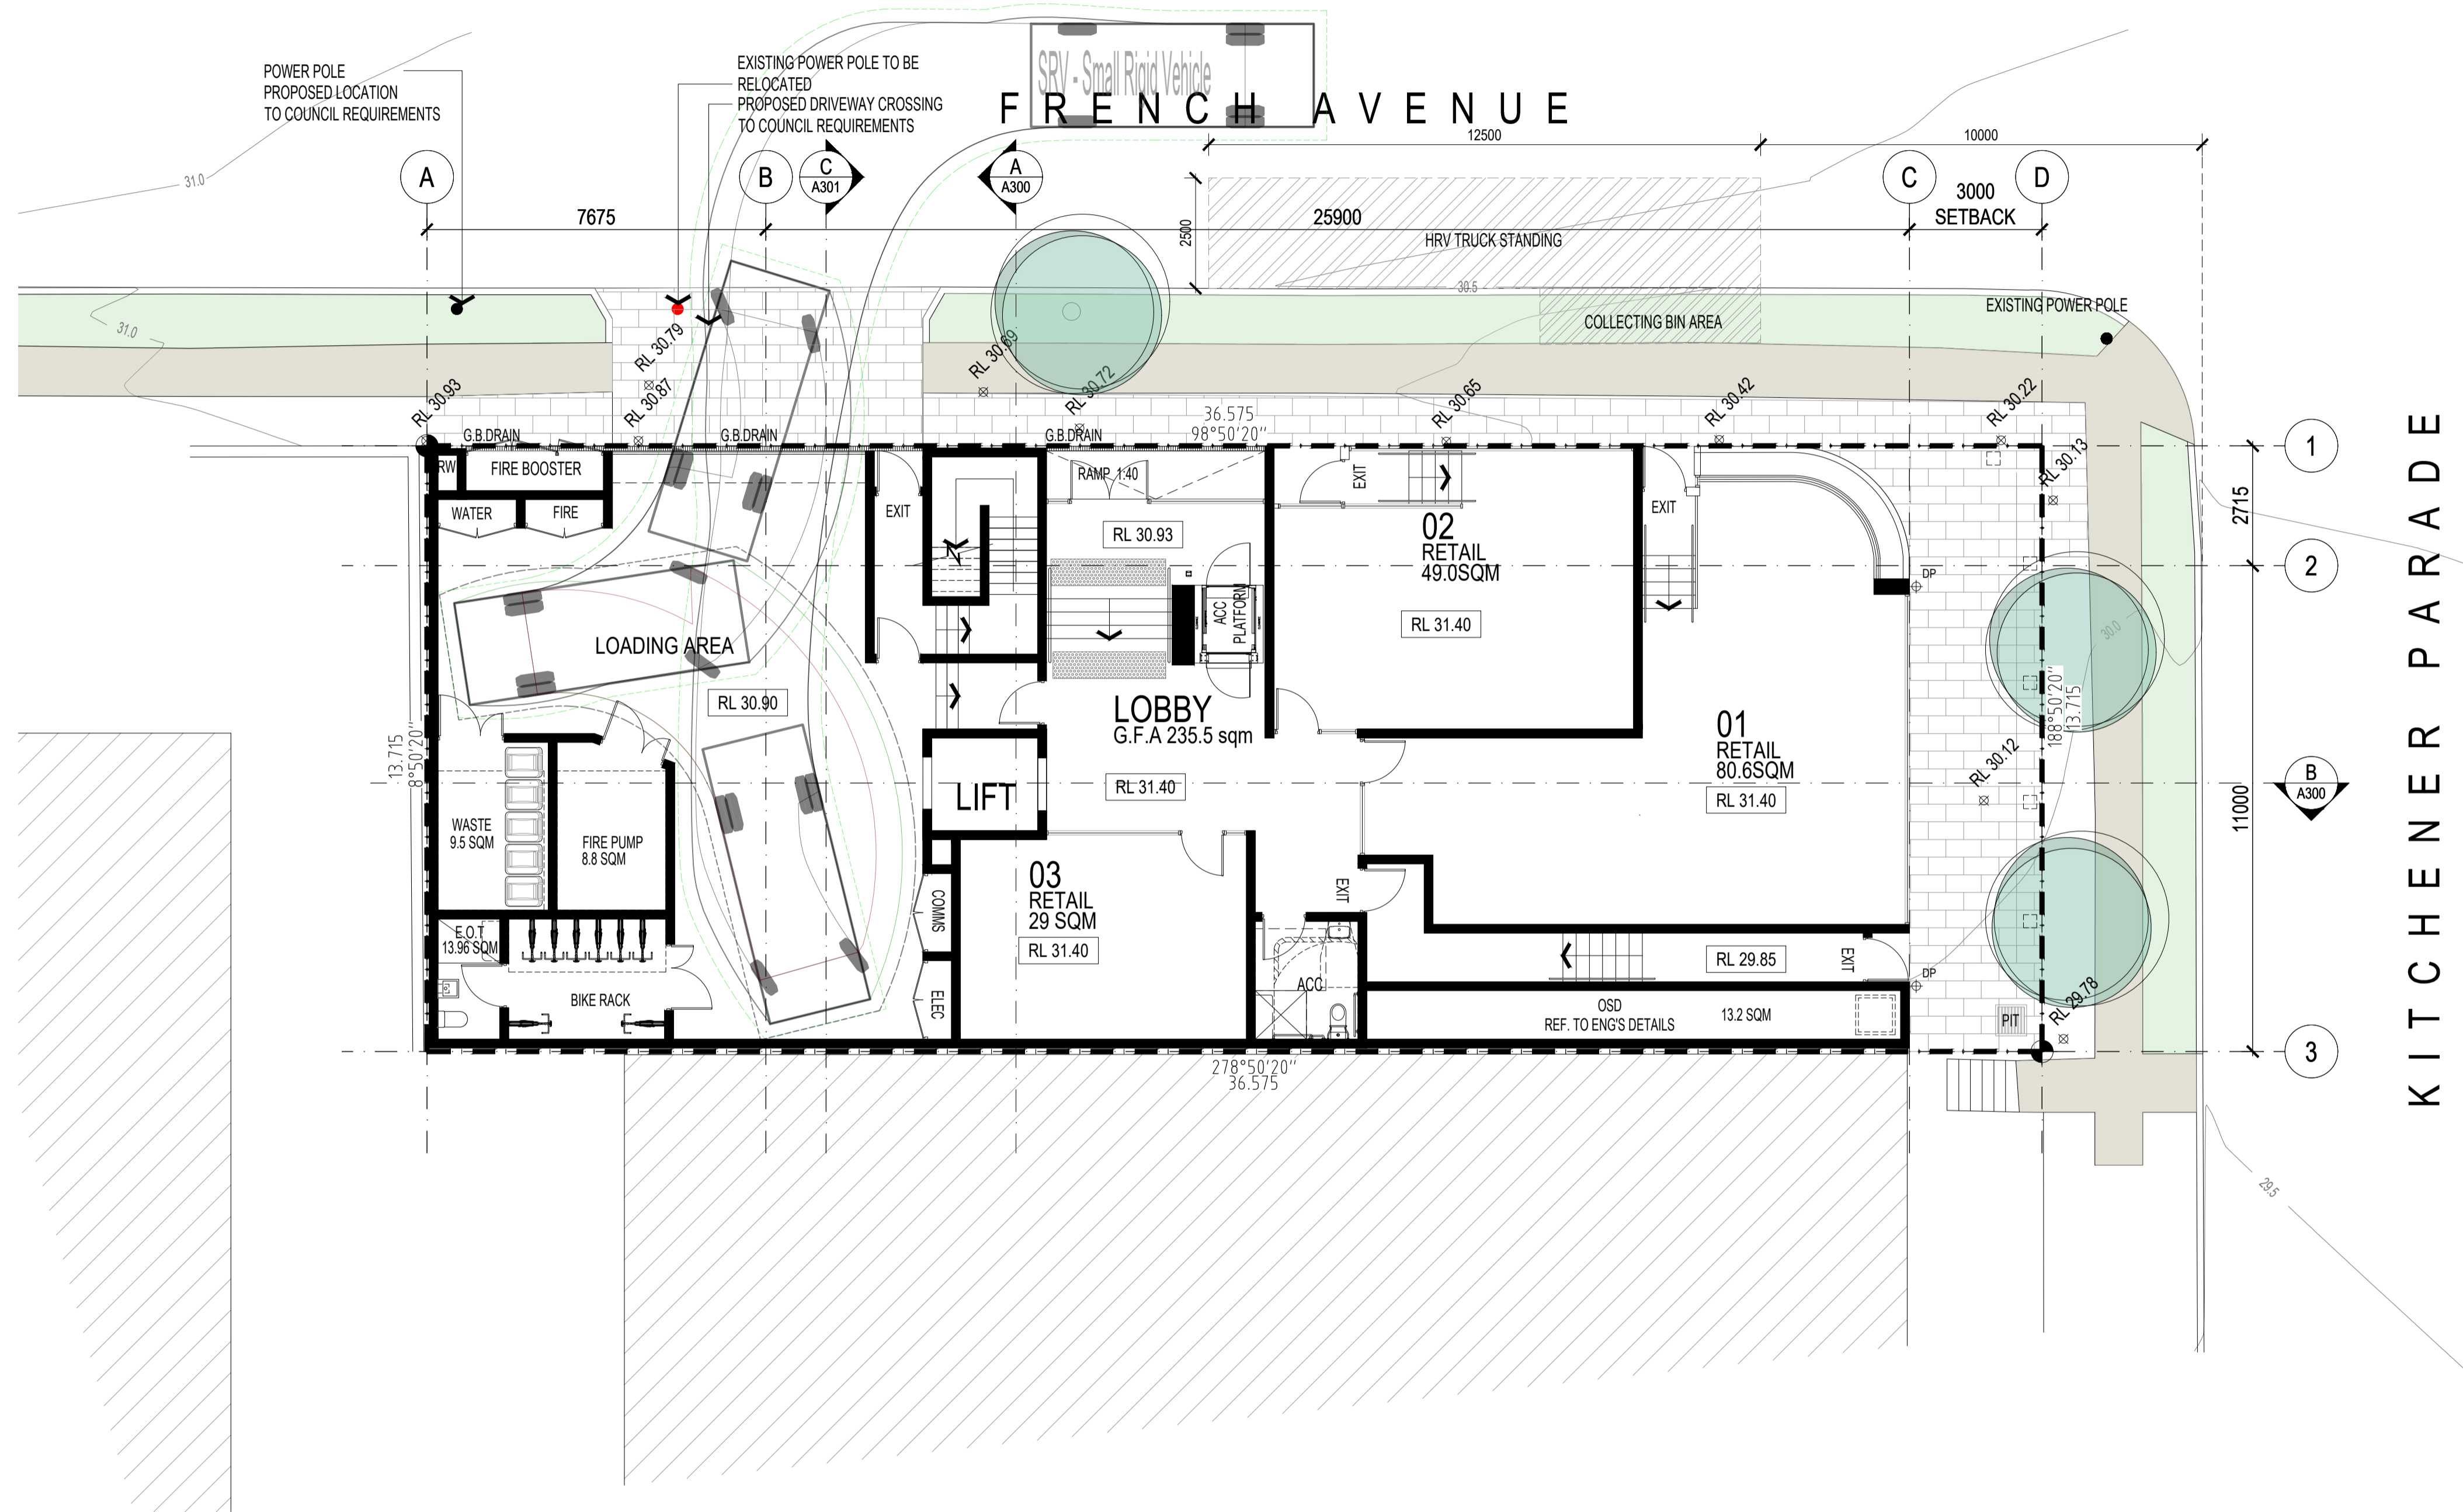 POWER POLE
PROPOSED LOCATION
TO COUNCIL REQUIREMENTS
EXISTING POWER POLE TO BE
RELOCATED
PROPOSED DRIVEWAY CROSSING
TO COUNCIL REQUIREMENTS
SRV - Small Rigid Vehicle
FRENCH AVENUE
12500
10000
31.0
A
B
C
A301
A
A300
C
D
3000
SETBACK
7675
25900
2500
HRV TRUCK STANDING
30.5
31.0
COLLECTING BIN AREA
EXISTING POWER POLE
RL 30.79
RL 30.69
RL 30.93
RL 30.87
RL 30.72
RL 30.65
RL 30.42
RL 30.22
36.575
98°50'20"
G.B.DRAIN
G.B.DRAIN
G.B.DRAIN
1
RW
FIRE BOOSTER
RAMP 1:40
EXIT
EXIT
RL 30.13
2715
WATER
FIRE
EXIT
RL 30.93
02
RETAIL
49.0SQM
RL 31.40
2
DP
ACC
PLATFORM
30.0
LOADING AREA
RL 30.90
LOBBY
G.F.A 235.5 sqm
RL 31.40
01
RETAIL
80.6SQM
RL 31.40
188°50'20"
13.715
RL 30.12
13.715
8°50'20"
LIFT
B
A300
11000
KITCHENER PARADE
WASTE
9.5 SQM
FIRE PUMP
8.8 SQM
03
RETAIL
29 SQM
RL 31.40
COMMS
EXIT
E.O.T
13.96 SQM
BIKE RACK
ELEC
ACC
RL 29.85
EXIT
DP
OSD
REF. TO ENG'S DETAILS
13.2 SQM
PIT
RL 29.78
3
278°50'20"
36.575
29.5